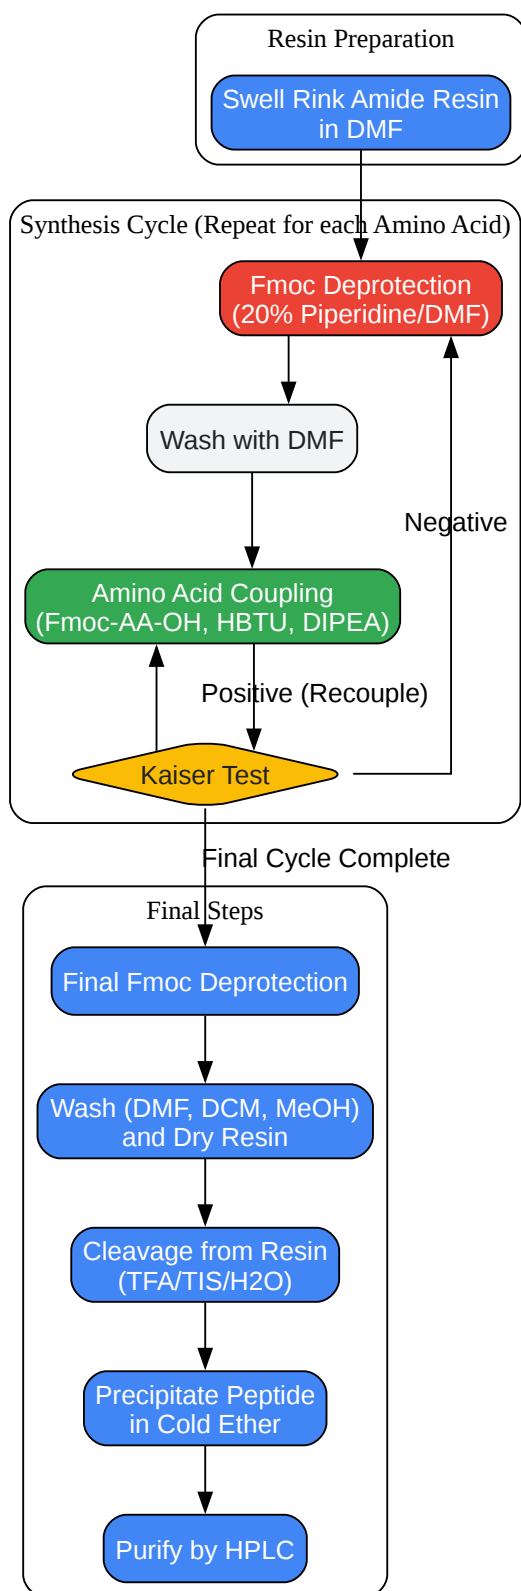 Resin Preparation
Swell Rink Amide Resin
in DMF
Synthesis Cycle (Repeat for each Amino Acid)
Fmoc Deprotection
(20% Piperidine/DMF)
Wash with DMF
Negative
Amino Acid Coupling
(Fmoc-AA-OH, HBTU, DIPEA)
Positive (Recouple)
Kaiser Test
Final Cycle Complete
Final Steps
Final Fmoc Deprotection
Wash (DMF, DCM, MeOH)
and Dry Resin
Cleavage from Resin
(TFA/TIS/H2O)
Precipitate Peptide
in Cold Ether
Purify by HPLC